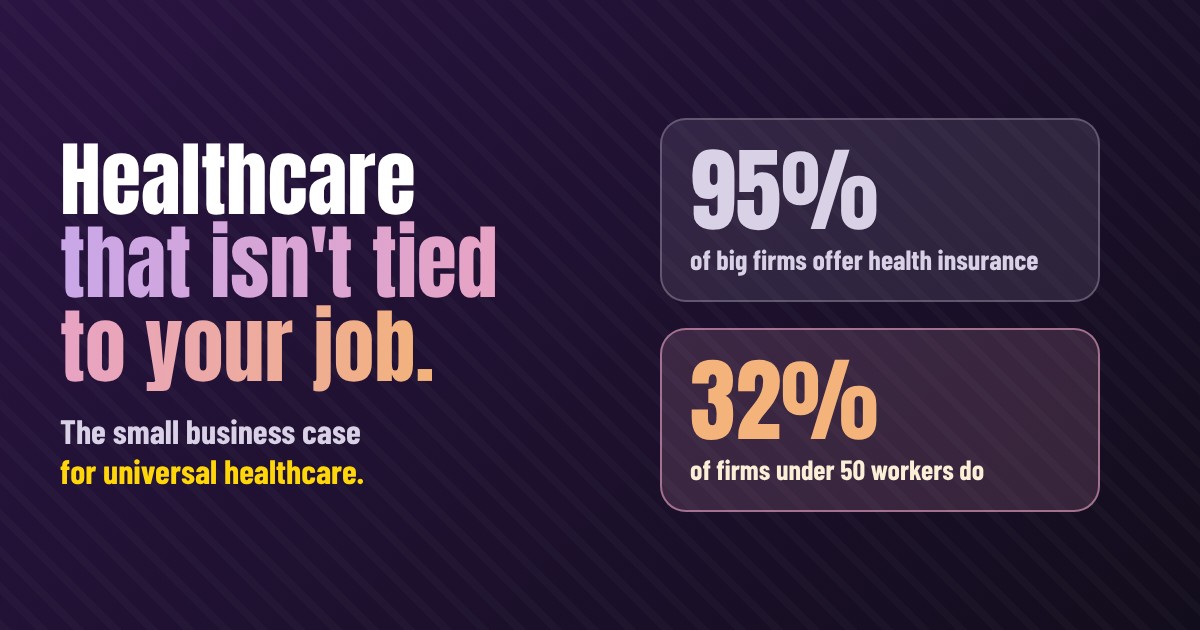 Healthcare
that isn't tied
to your job.
The small business case
for universal healthcare.
95%
of big firms offer health insurance
32%
of firms under 50 workers do